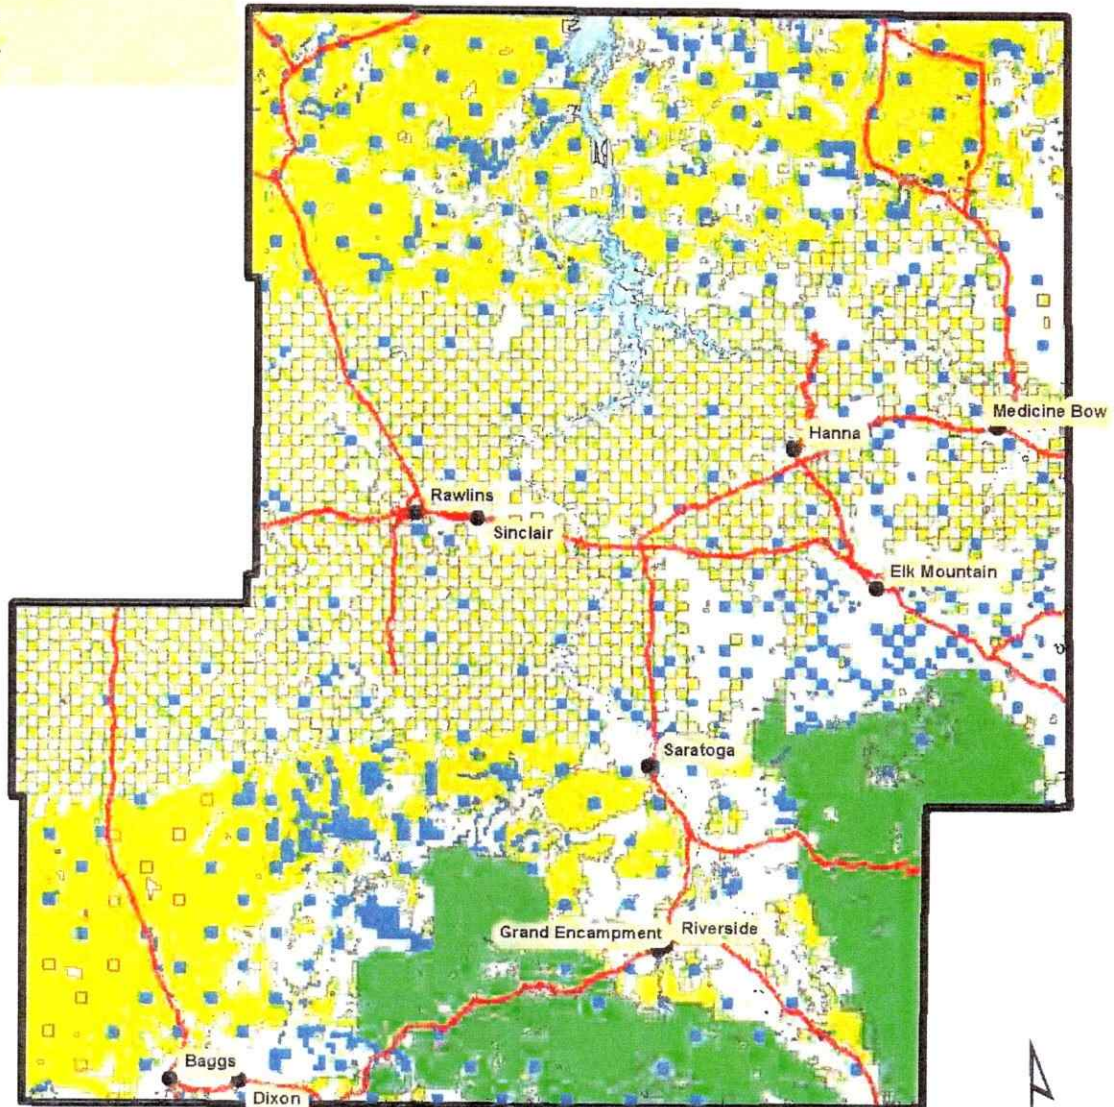 Medicine Bow
Hanna
Rawlins
Sinclair
Elk Mountain
Saratoga
Grand Encampment
Riverside
Baggs
Dixon